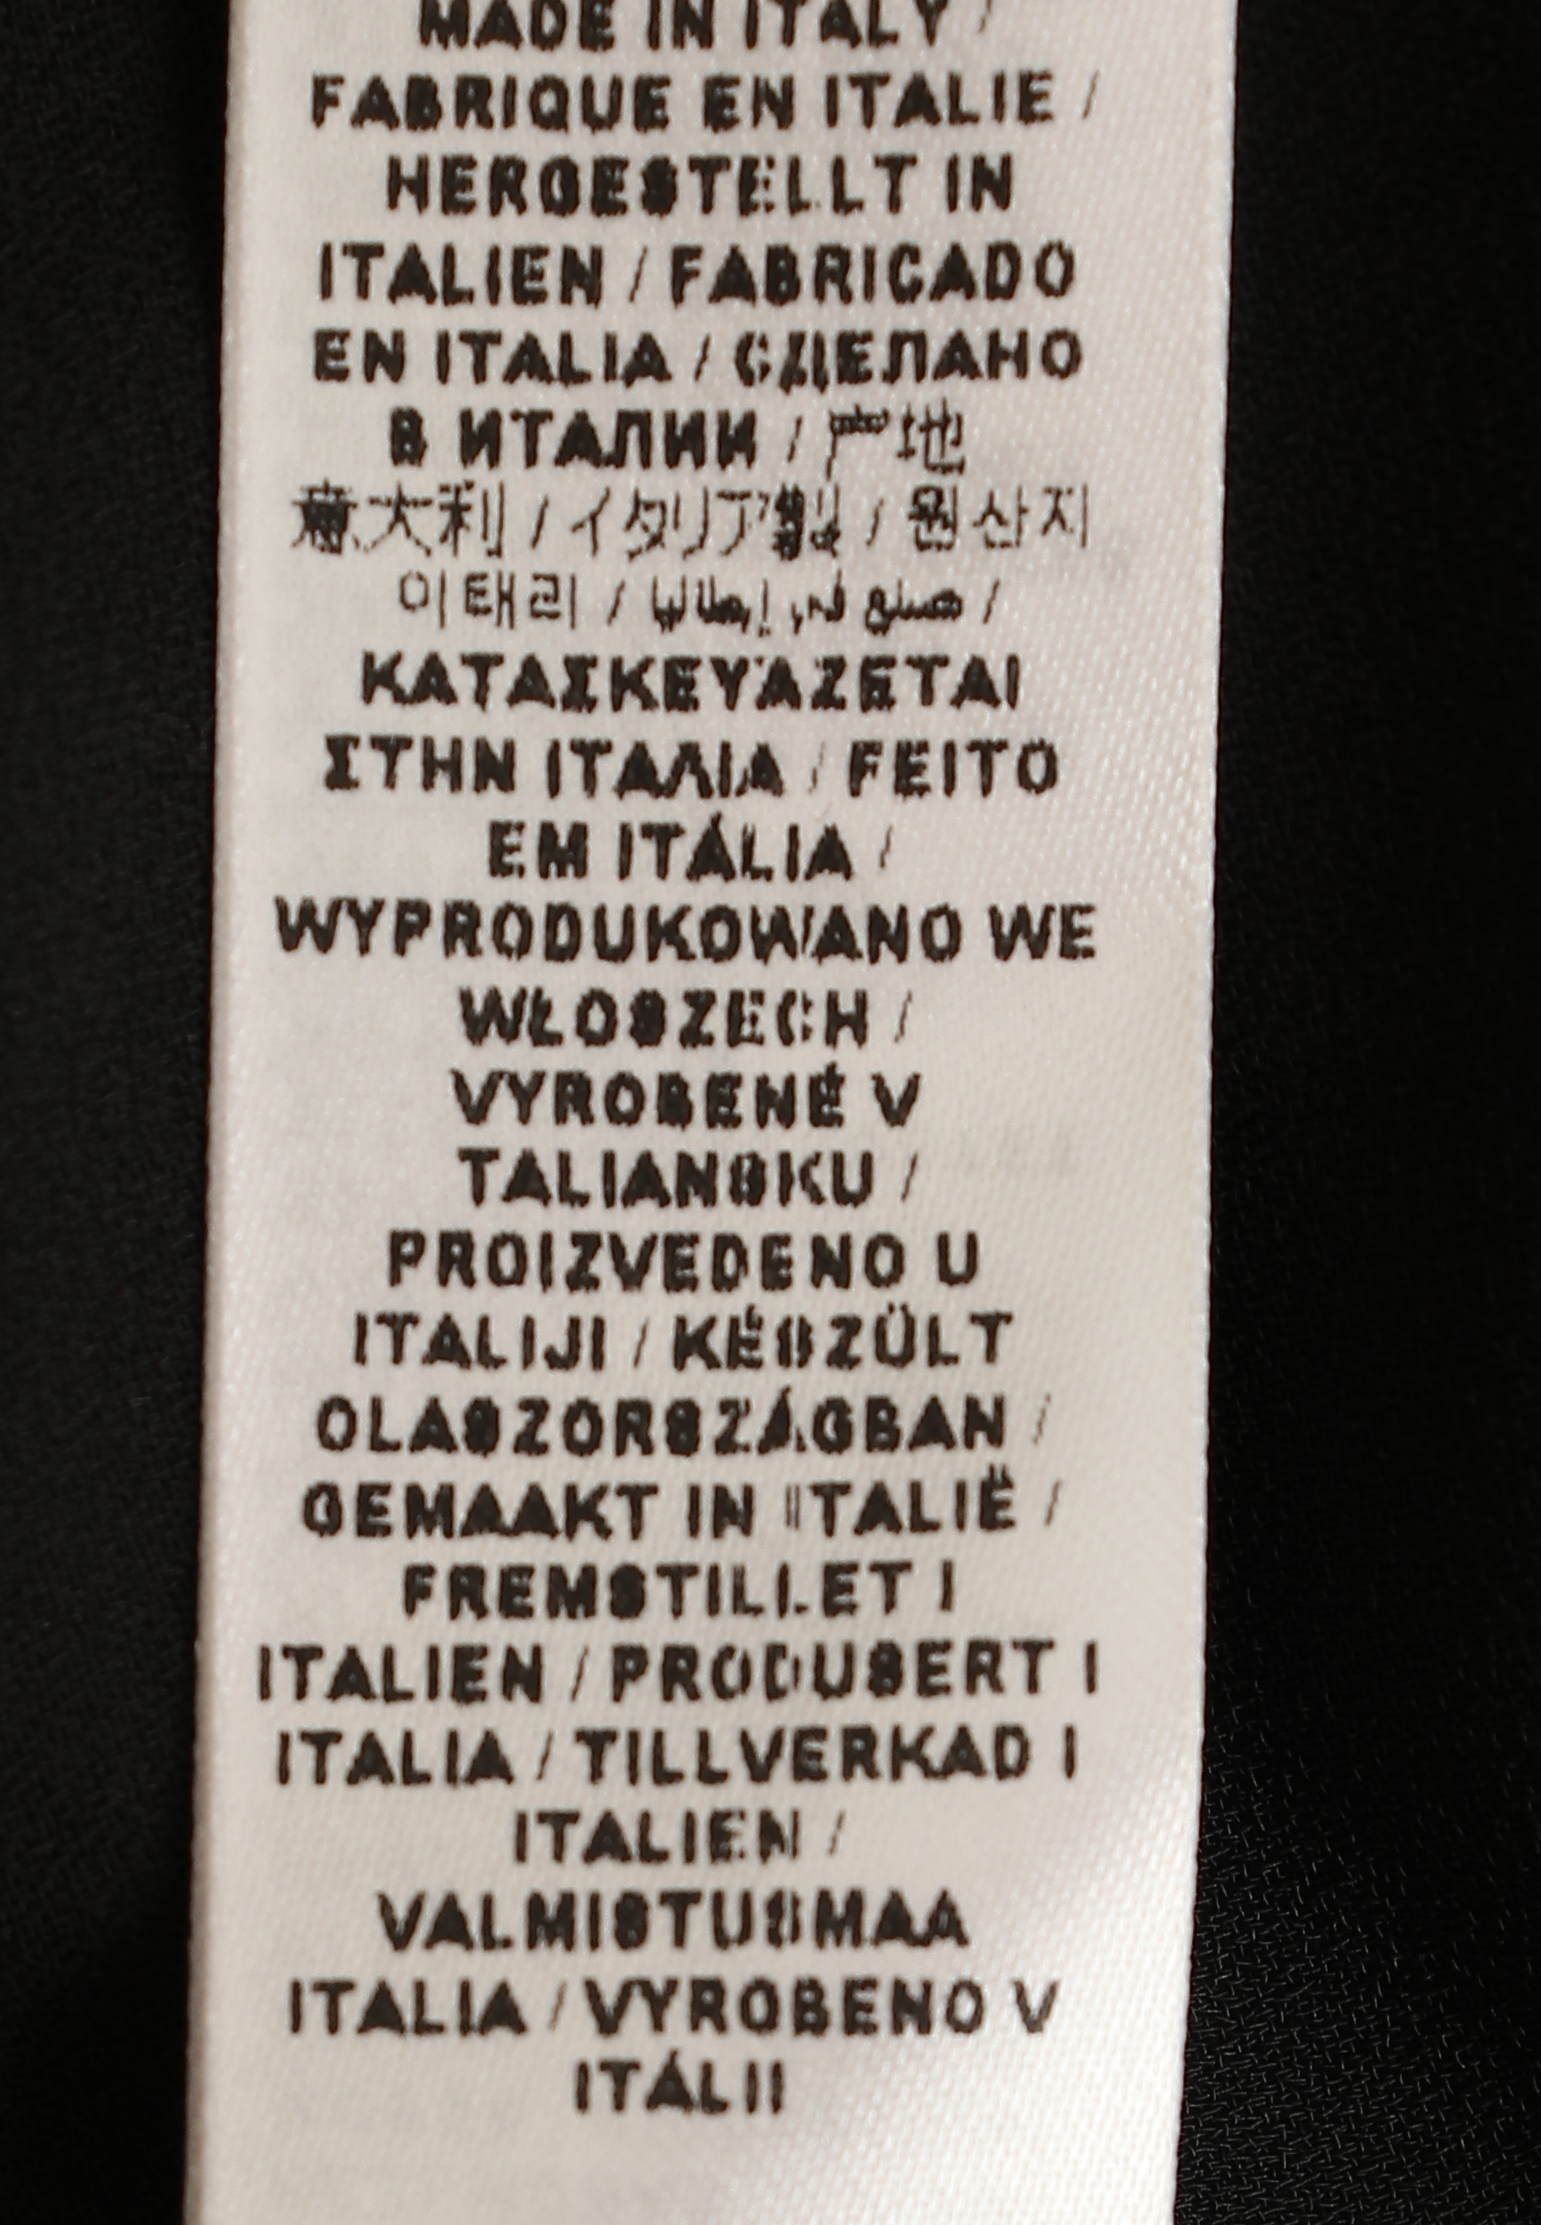 MADE IN ITALY /
FABRIQUE EN ITALIE /
HERGESTELLT IN
ITALIEN / FABRICADO
EN ITALIA / СДЕЛАНО
В ИТАЛИИ / 产地
意大利 / イタリア製 / 원산지
이태리 / صنع في إيطاليا /
ΚΑΤΑΣΚΕΥΑΖΕΤΑΙ
ΣΤΗΝ ΙΤΑΛΙΑ / FEITO
EM ITÁLIA /
WYPRODUKOWANO WE
WŁOSZECH /
VYROBENÉ V
TALIANSKU /
PROIZVEDENO U
ITALIJI / KÉSZÜLT
OLASZORSZÁGBAN /
GEMAAKT IN ITALIË /
FREMSTILLET I
ITALIEN / PRODUSERT I
ITALIA / TILLVERKAD I
ITALIEN /
VALMISTUSMAA
ITALIA / VYROBENO V
ITÁLII